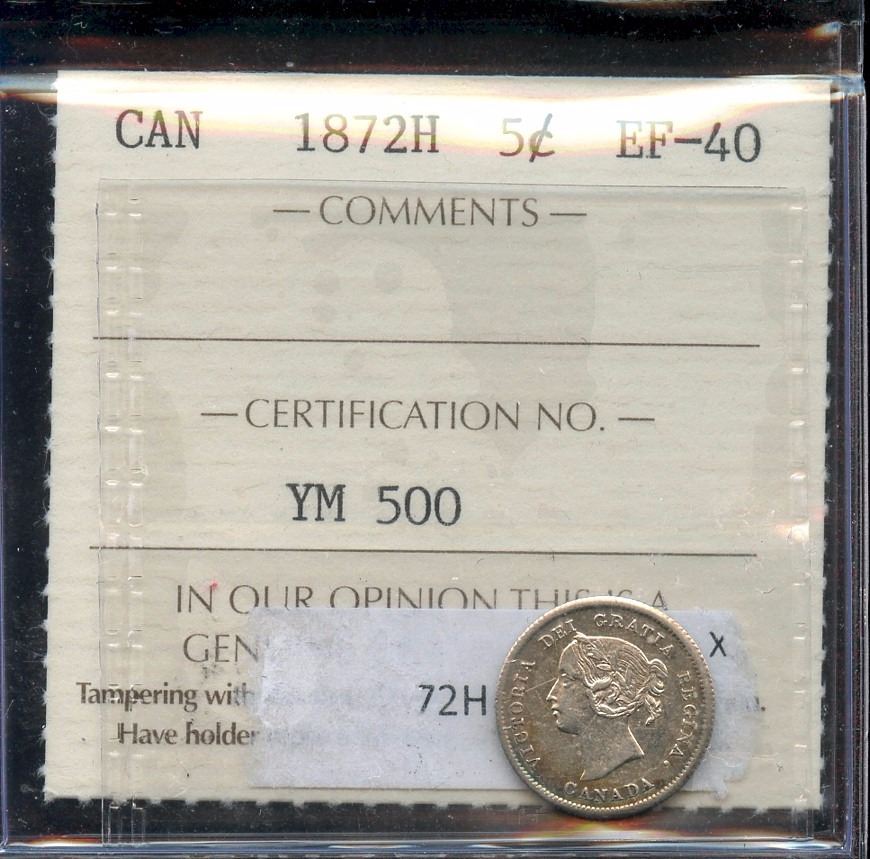 CAN 1872H 5¢ EF-40
— COMMENTS —
— CERTIFICATION NO. —
YM 500
IN OUR OPINION THIS IS A
GEN
Tampering with
Have holder
72H
X
VICTORIA DEI GRATIA REGINA.
CANADA